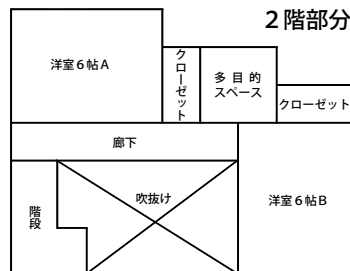 ２階部分
洋室６帖A
クローゼット
多目的
スペース
クローゼット
廊下
吹抜け
階段
洋室６帖B